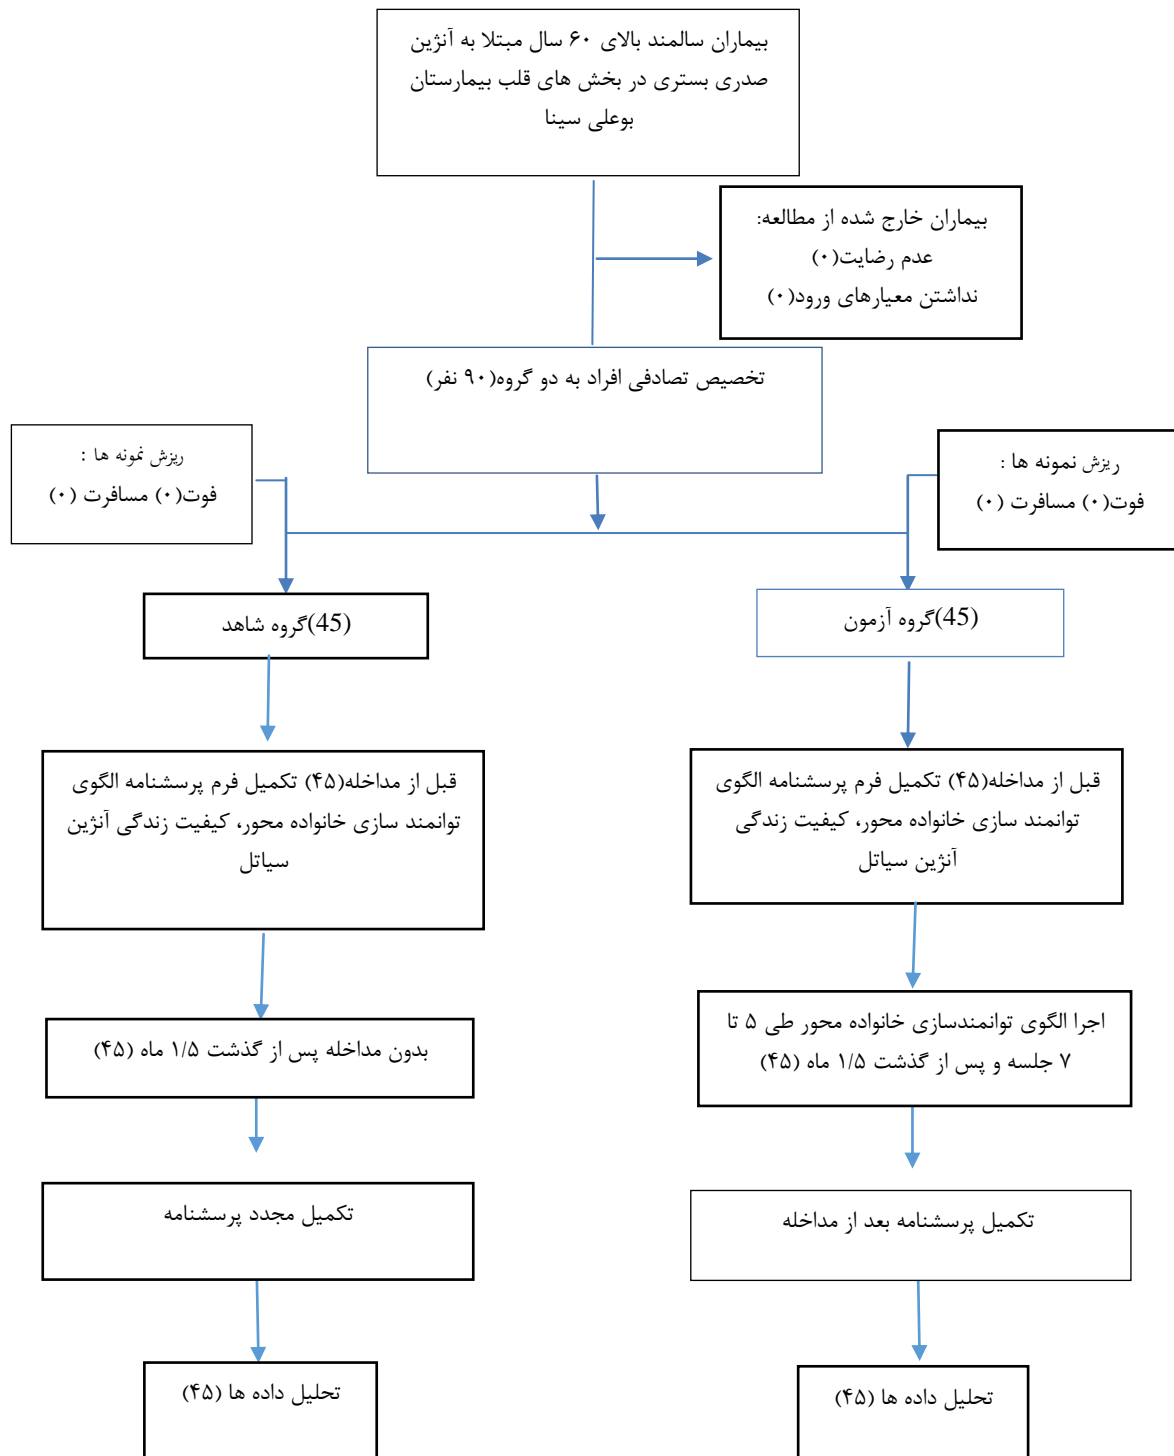 بیماران سالمند بالای ۶۰ سال مبتلا به آنژین
صدری بستری در بخش های قلب بیمارستان
بوعلی سینا
بیماران خارج شده از مطالعه:
عدم رضایت(۰)
نداشتن معیارهای ورود(۰)
تخصیص تصادفی افراد به دو گروه(۹۰ نفر)
ریزش نمونه ها :
فوت(۰) مسافرت (۰)
ریزش نمونه ها :
فوت(۰) مسافرت (۰)
(45)گروه آزمون
(45)گروه شاهد
قبل از مداخله(۴۵) تکمیل فرم پرسشنامه الگوی
توانمند سازی خانواده محور، کیفیت زندگی
آنژین سیاتل
قبل از مداخله(۴۵) تکمیل فرم پرسشنامه الگوی
توانمند سازی خانواده محور، کیفیت زندگی آنژین
سیاتل
اجرا الگوی توانمندسازی خانواده محور طی ۵ تا
۷ جلسه و پس از گذشت ۱/۵ ماه (۴۵)
بدون مداخله پس از گذشت ۱/۵ ماه (۴۵)
تکمیل پرسشنامه بعد از مداخله
تکمیل مجدد پرسشنامه
تحلیل داده ها (۴۵)
تحلیل داده ها (۴۵)